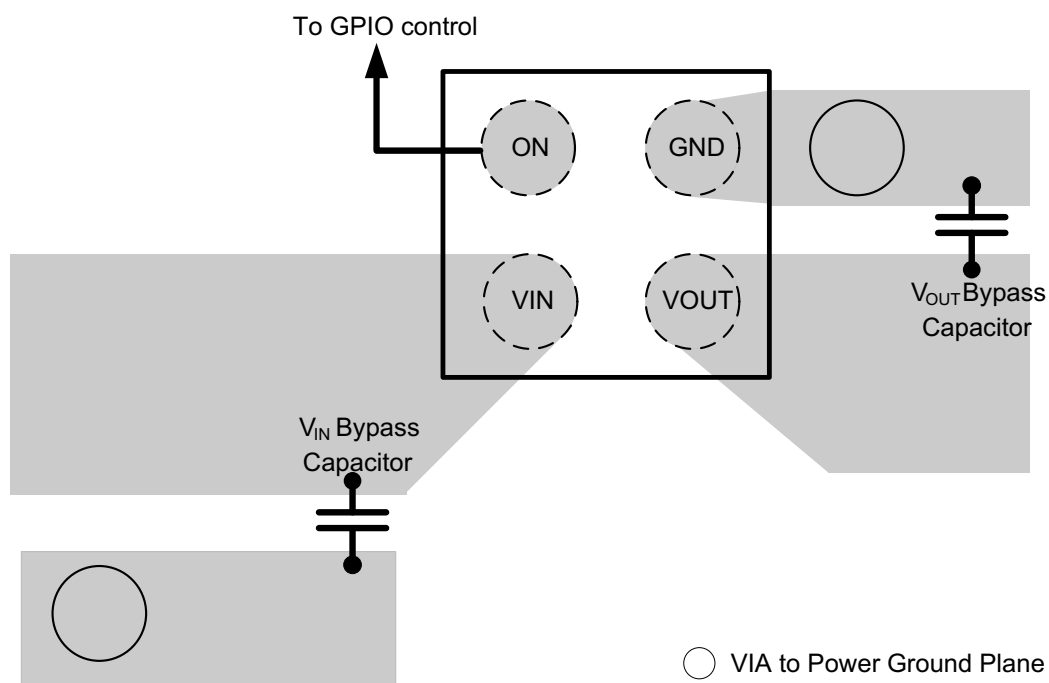 To GPIO control
ON
GND
VIN
VOUT
VOUT Bypass
Capacitor
VIN Bypass
Capacitor
VIA to Power Ground Plane